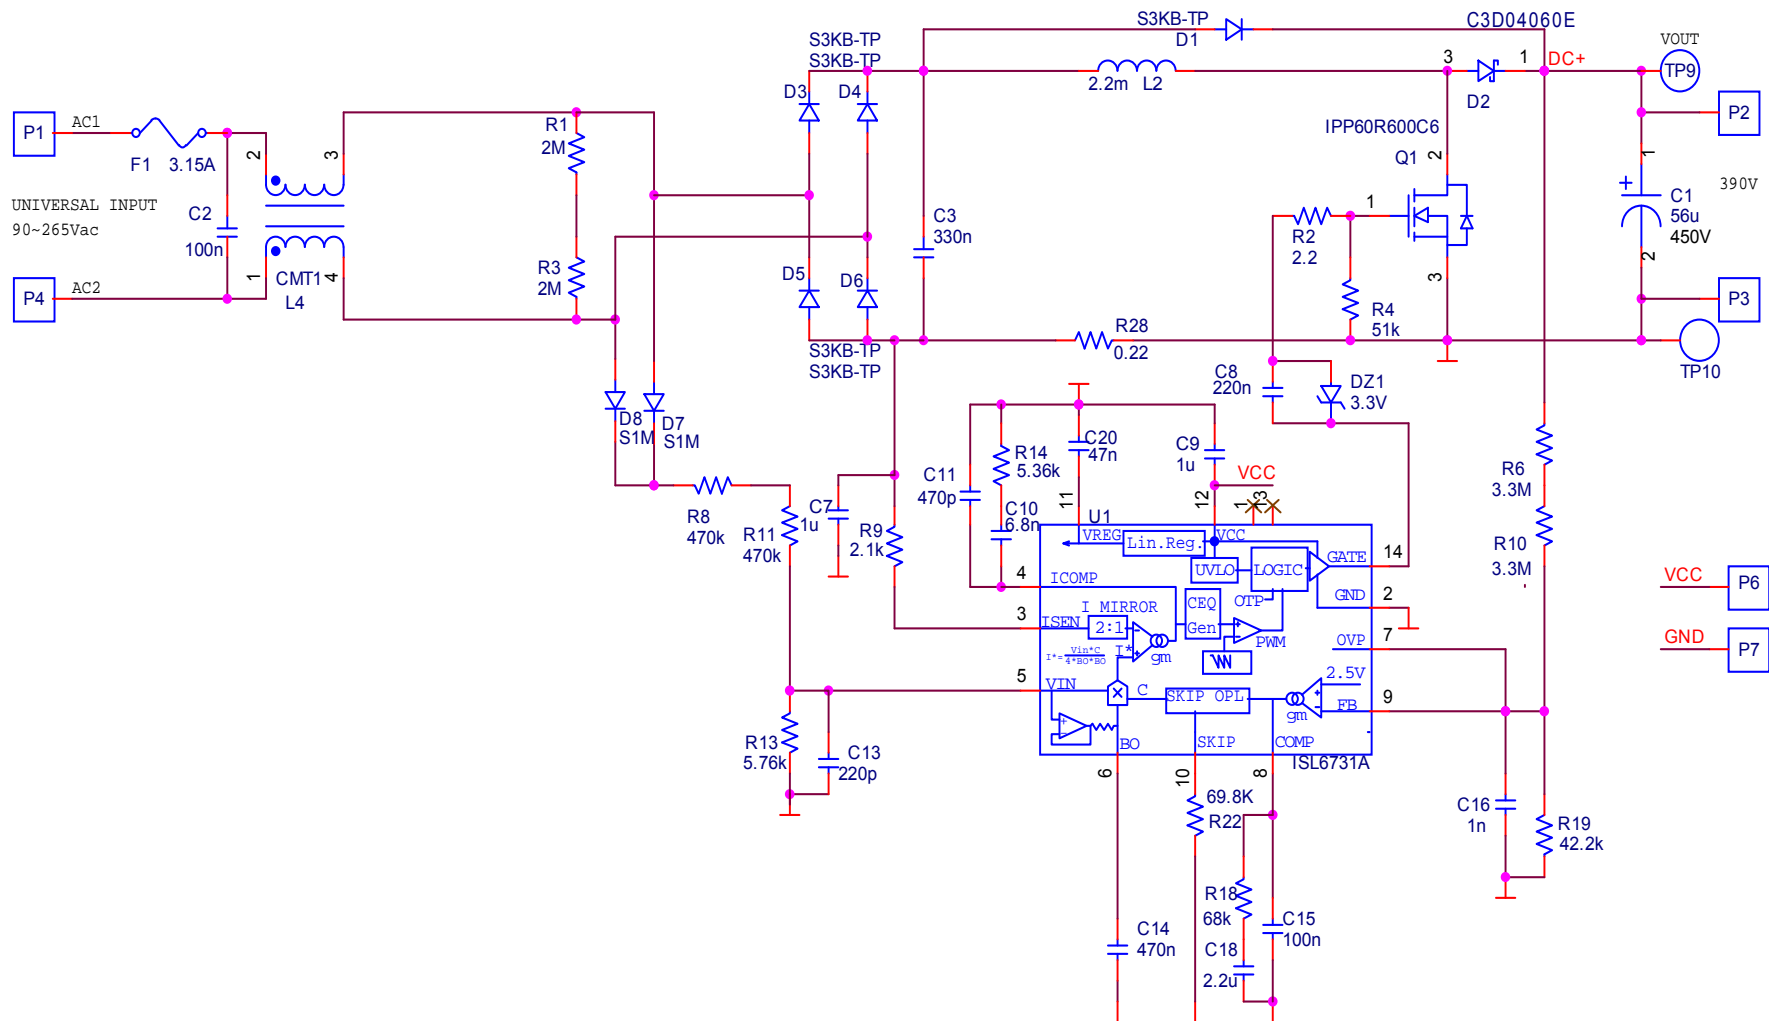 S3KB-TP
D1
C3D04060E
S3KB-TP
S3KB-TP
VOUT
3
1
DC+
TP9
2.2m
L2
D2
D3
D4
P2
P1
AC1
R1
2M
IPP60R600C6
F1
3.15A
2
3
Q1
2
1
UNIVERSAL INPUT
90~265Vac
C2
100n
1
390V
C1
56u
450V
C3
330n
R2
2.2
R3
2M
D5
D6
3
2
P4
AC2
1
4
CMT1
L4
R4
51k
P3
R28
0.22
S3KB-TP
S3KB-TP
TP10
C8
220n
DZ1
3.3V
D8
S1M
D7
S1M
C20
47n
C9
1u
R14
5.36k
VCC
C11
470p
R6
3.3M
11
12
1
13
R8
470k
R11
470k
C7
1u
R9
2.1k
C10
6.8n
U1
VREG
Lin.Reg.
VCC
R10
3.3M
GATE
14
UVLO
LOGIC
4
ICOMP
VCC
P6
OTP
GND
2
I MIRROR
CEQ
Gen
3
ISEN
2:1
PWM
OVP
7
GND
P7
I*=Vin*C
4*BO*BO
I*
gm
2.5V
5
VIN
C
SKIP OPL
gm
FB
9
R13
5.76k
C13
220p
BO
SKIP
COMP
ISL6731A
6
10
8
69.8K
R22
C16
1n
R19
42.2k
R18
68k
C15
100n
C14
470n
C18
2.2u